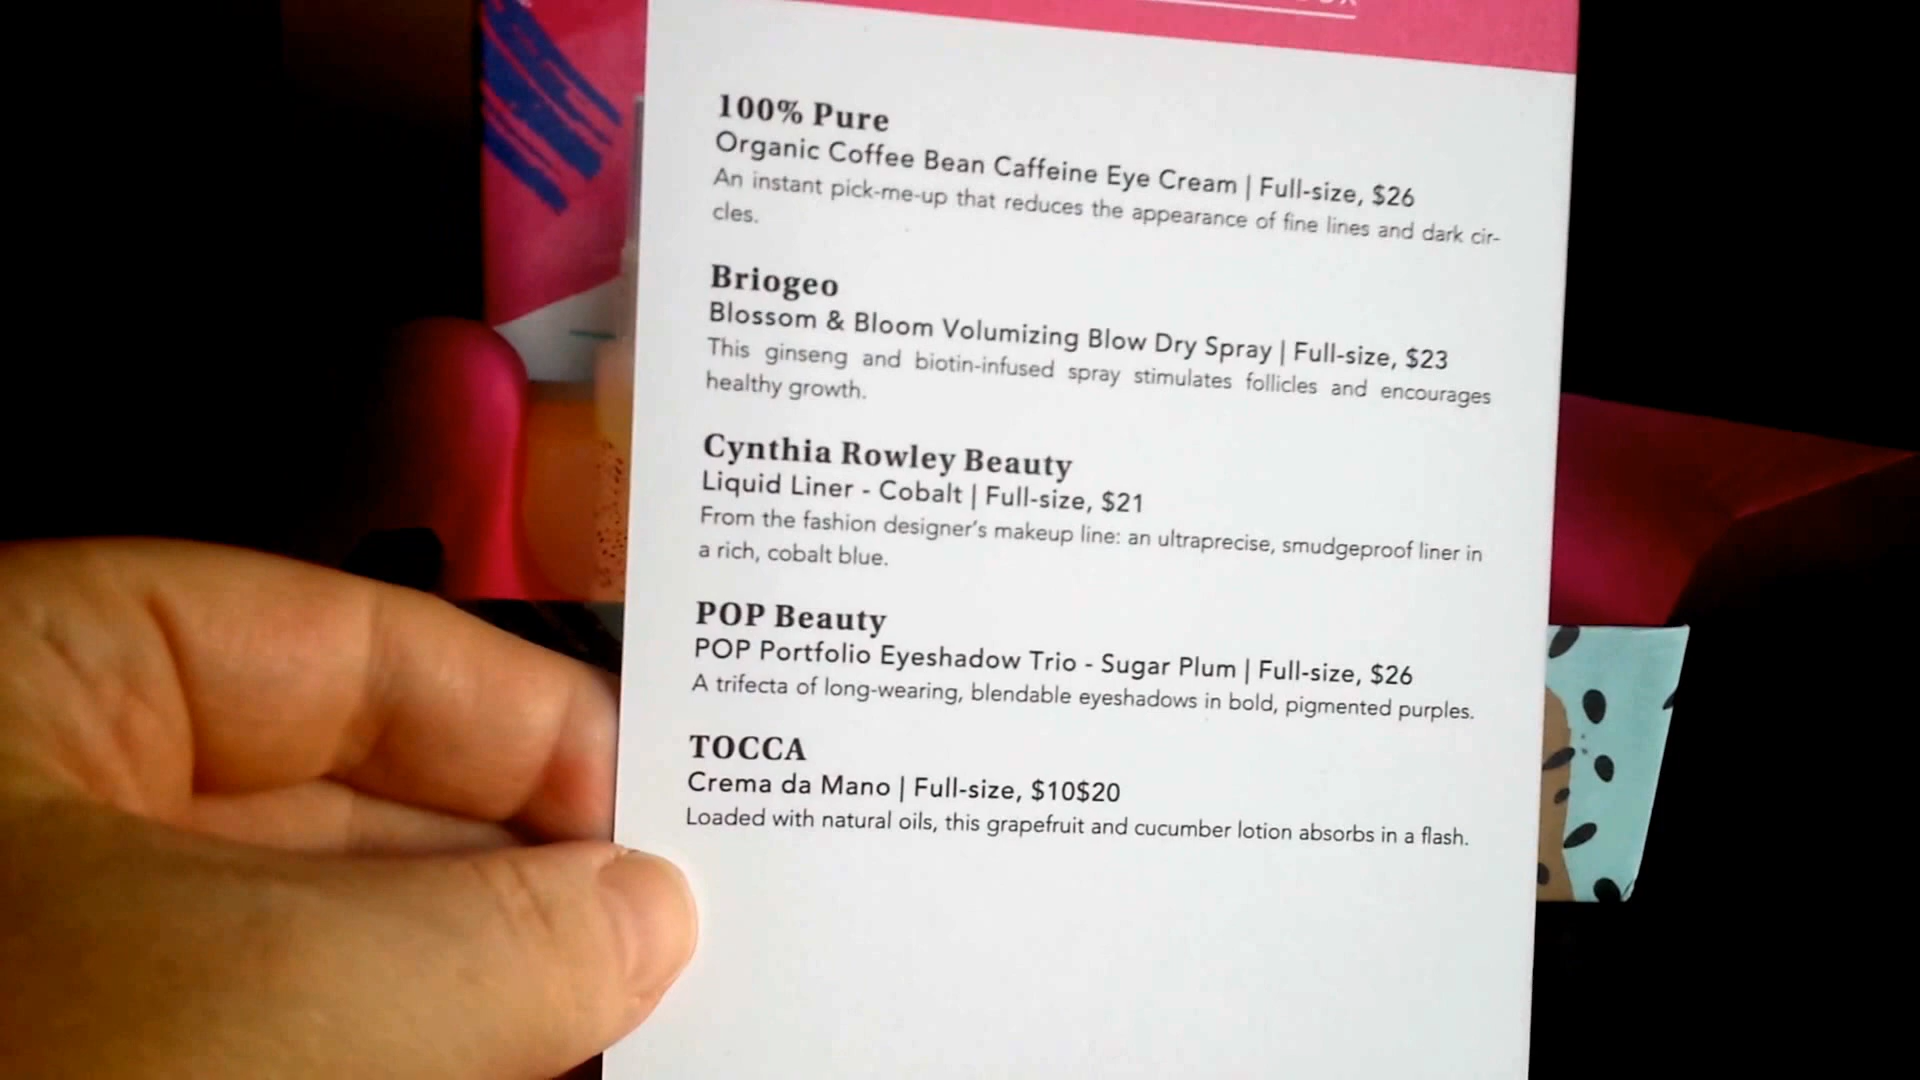 100% Pure
Organic Coffee Bean Caffeine Eye Cream | Full-size, $26
An instant pick-me-up that reduces the appearance of fine lines and dark cir-
cles.
Briogeo
Blossom & Bloom Volumizing Blow Dry Spray | Full-size, $23
This ginseng and biotin-infused spray stimulates follicles and encourages
healthy growth.
Cynthia Rowley Beauty
Liquid Liner - Cobalt | Full-size, $21
From the fashion designer's makeup line: an ultraprecise, smudgeproof liner in
a rich, cobalt blue.
POP Beauty
POP Portfolio Eyeshadow Trio - Sugar Plum | Full-size, $26
A trifecta of long-wearing, blendable eyeshadows in bold, pigmented purples.
TOCCA
Crema da Mano | Full-size, $10$20
Loaded with natural oils, this grapefruit and cucumber lotion absorbs in a flash.